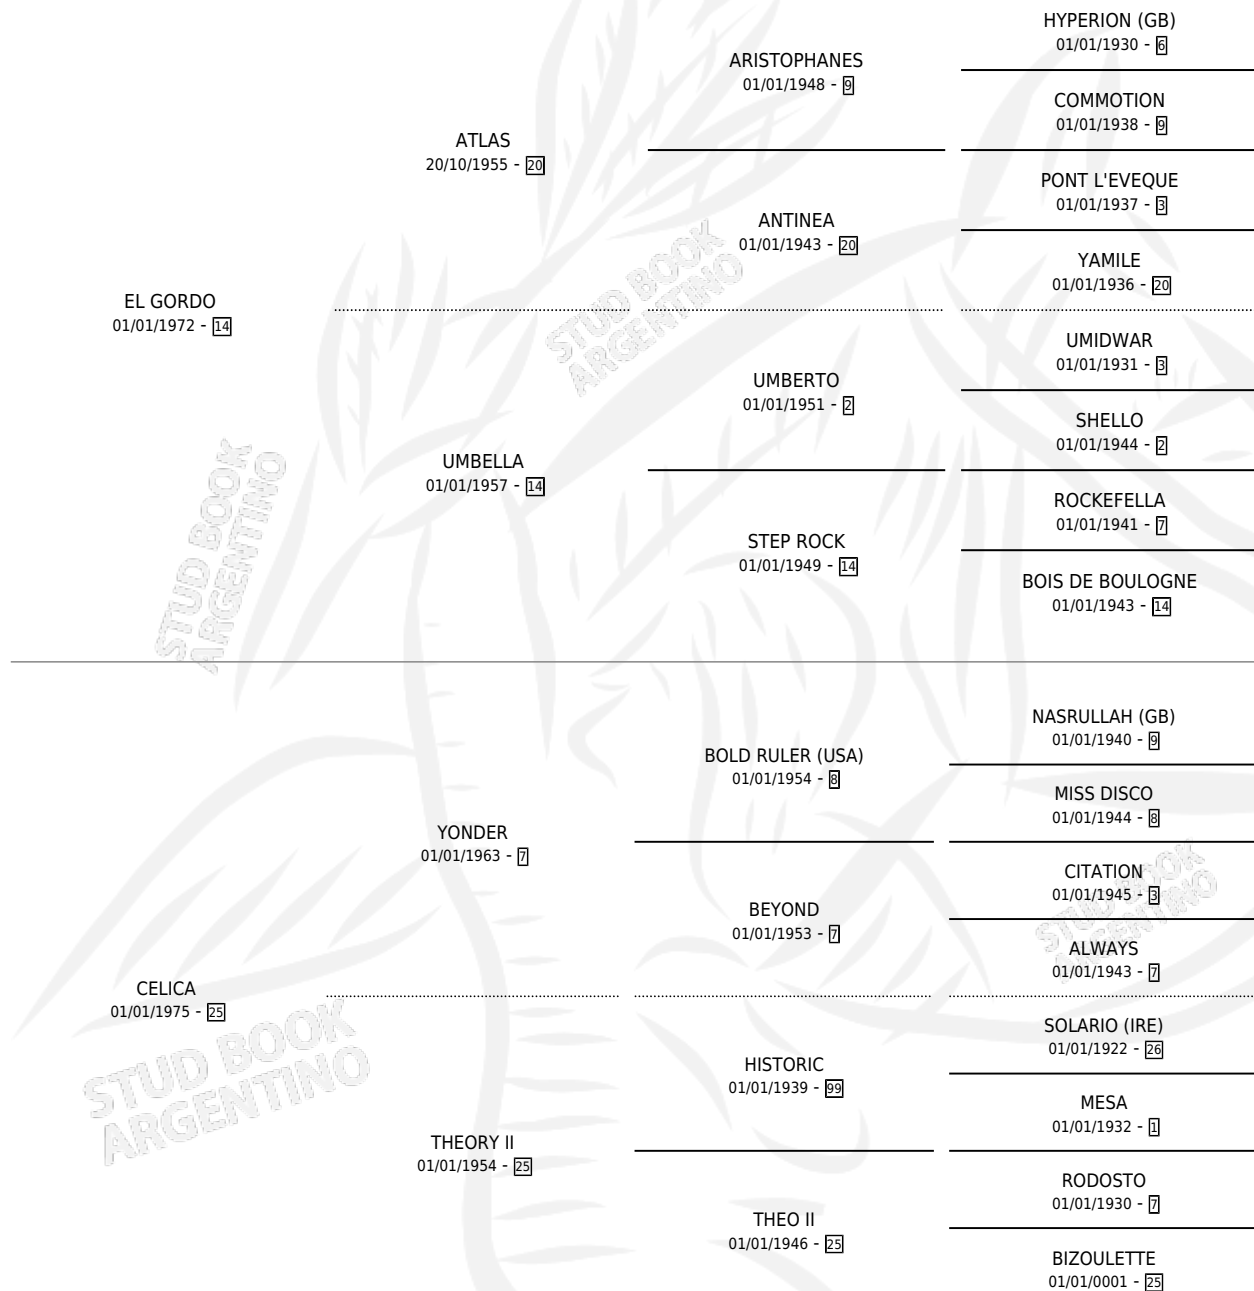 HYPERION (GB)
01/01/1930 - 6
ARISTOPHANES
01/01/1948 - 9
COMMOTION
01/01/1938 - 9
ATLAS
20/10/1955 - 20
PONT L'EVEQUE
01/01/1937 - 3
ANTINEA
01/01/1943 - 20
YAMILE
01/01/1936 - 20
EL GORDO
01/01/1972 - 14
UMIDWAR
01/01/1931 - 3
UMBERTO
01/01/1951 - 2
SHELLO
01/01/1944 - 2
UMBELLA
01/01/1957 - 14
ROCKEFELLA
01/01/1941 - 7
STEP ROCK
01/01/1949 - 14
BOIS DE BOULOGNE
01/01/1943 - 14
NASRULLAH (GB)
01/01/1940 - 9
BOLD RULER (USA)
01/01/1954 - 8
MISS DISCO
01/01/1944 - 8
YONDER
01/01/1963 - 7
CITATION
01/01/1945 - 3
BEYOND
01/01/1953 - 7
ALWAYS
01/01/1943 - 7
CELICA
01/01/1975 - 25
SOLARIO (IRE)
01/01/1922 - 26
HISTORIC
01/01/1939 - 99
MESA
01/01/1932 - 1
THEORY II
01/01/1954 - 25
RODOSTO
01/01/1930 - 7
THEO II
01/01/1946 - 25
BIZOULETTE
01/01/0001 - 25
STUD BOOK
ARGENTINO
STUD BOOK
ARGENTINO
STUD BOOK
ARGENTINO
STUD BOOK
ARGENTINO